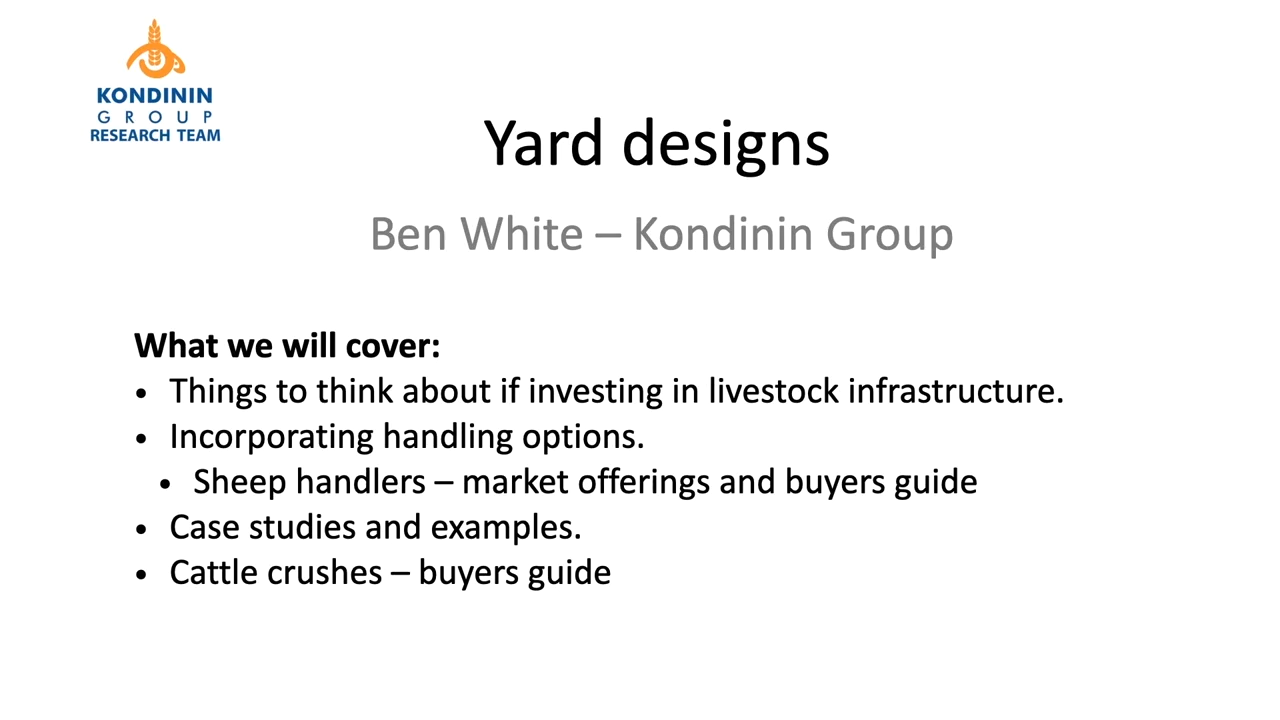 KONDININ
GROUP
RESEARCH TEAM
Yard designs
Ben White – Kondinin Group
What we will cover:
• Things to think about if investing in livestock infrastructure.
• Incorporating handling options.
• Sheep handlers – market offerings and buyers guide
• Case studies and examples.
• Cattle crushes – buyers guide